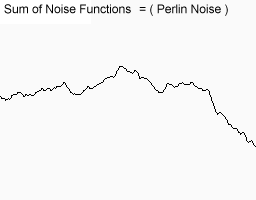 Sum of Noise Functions = ( Perlin Noise )